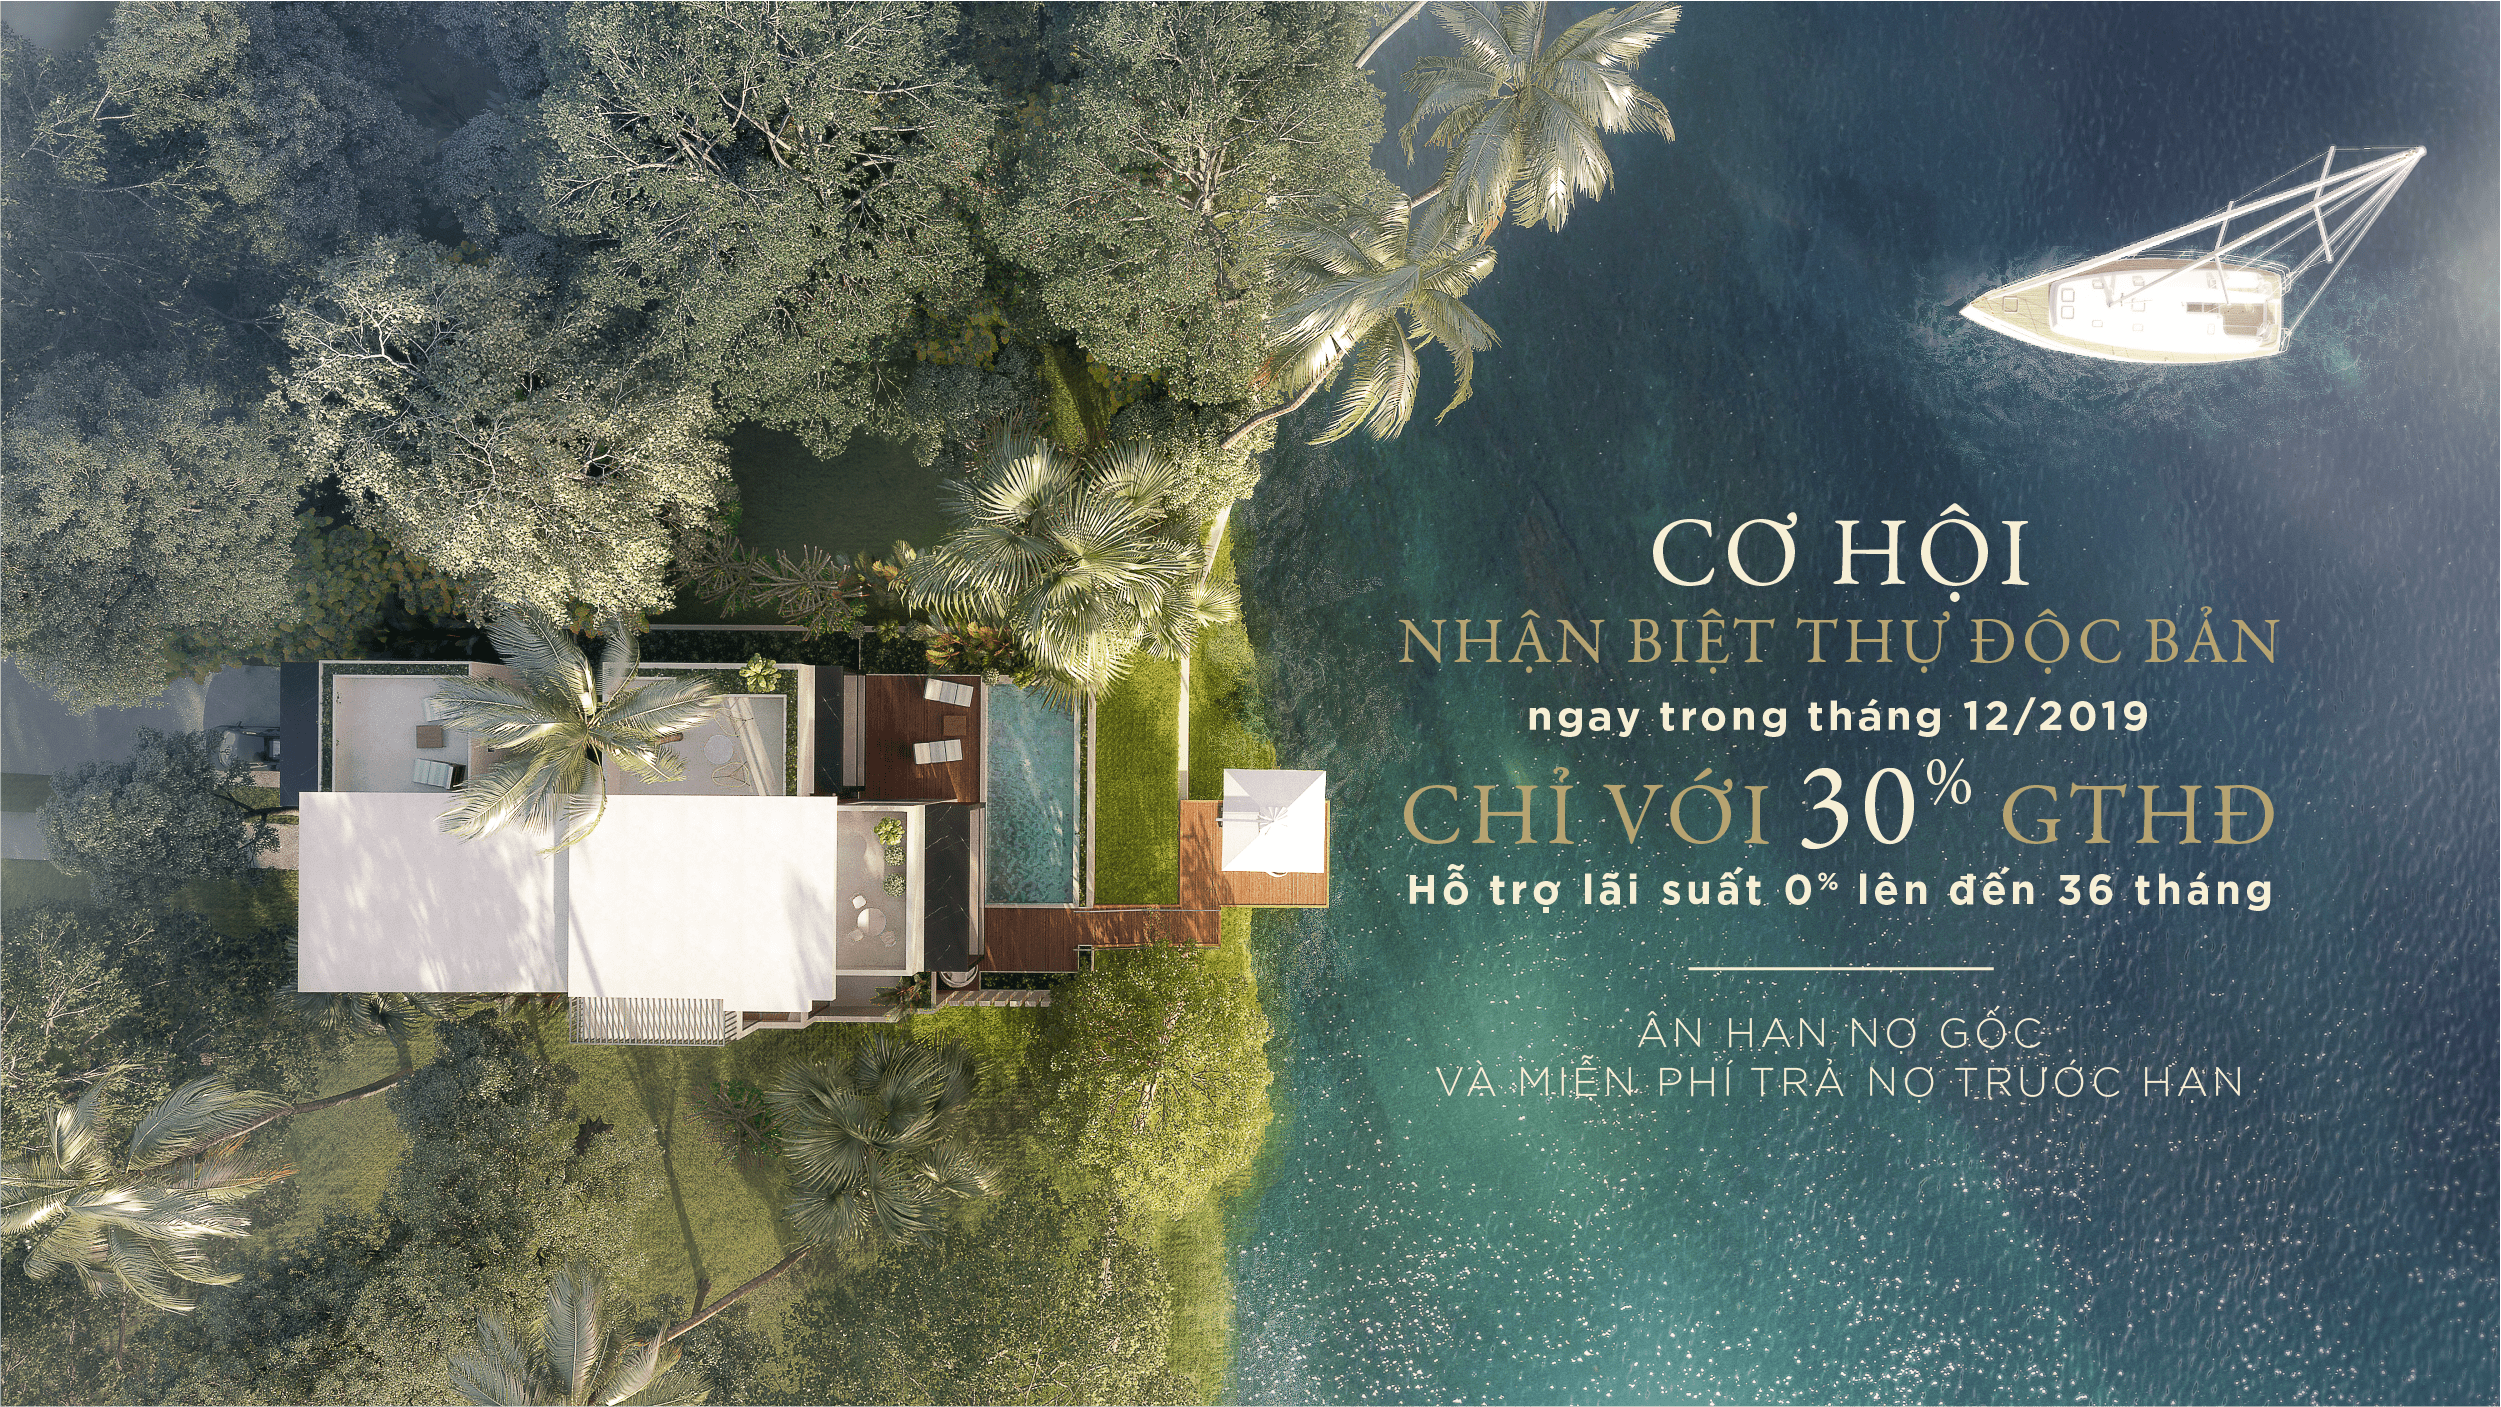 CƠ HỘI
NHẬN BIỆT THỰ ĐỘC BẢN
ngay trong tháng 12/2019
CHỈ VỚI 30% GTHĐ
Hỗ trợ lãi suất 0% lên đến 36 tháng
ÂN HẠN NỢ GỐC
VÀ MIỄN PHÍ TRẢ NỢ TRƯỚC HẠN